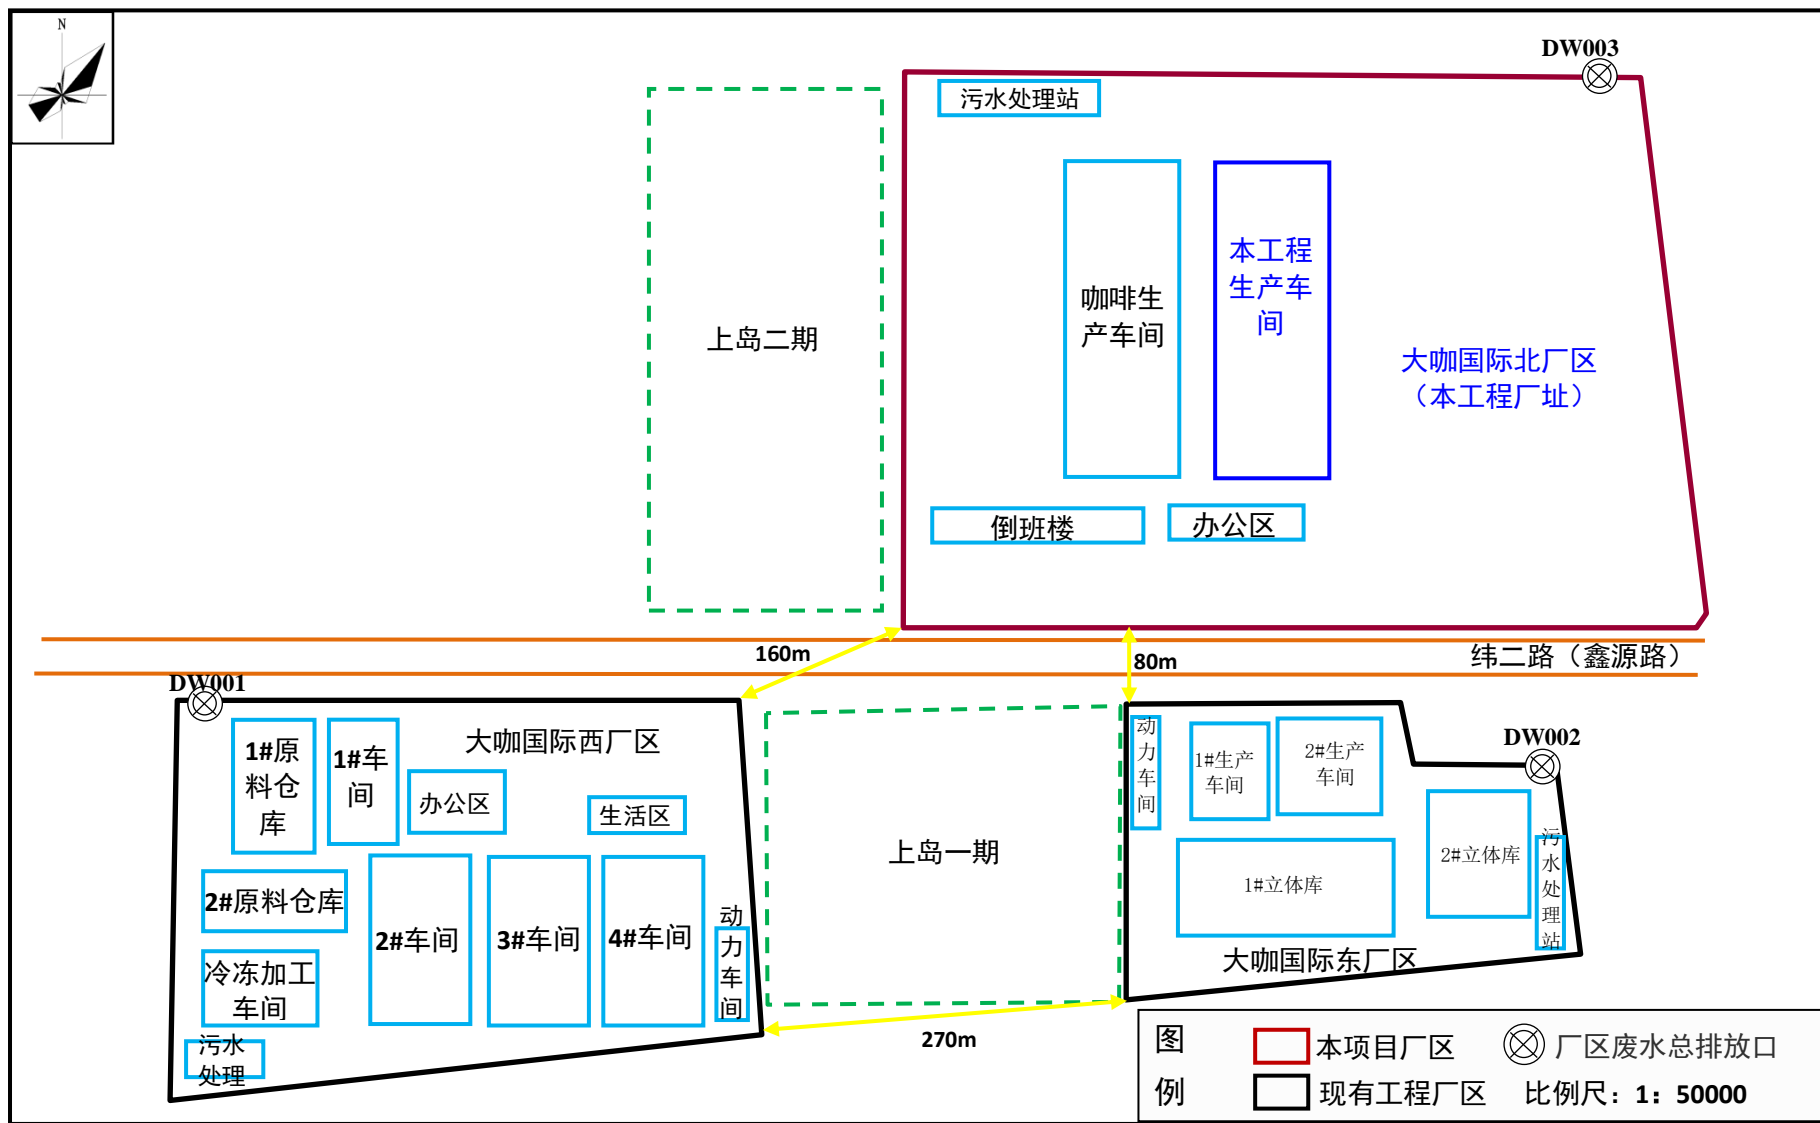 N
DW003
污水处理站
本工程
生产车
间
咖啡生
产车间
上岛二期
大咖国际北厂区
（本工程厂址）
倒班楼
办公区
160m
80m
纬二路（鑫源路）
DW001
大咖国际西厂区
1#原
料仓
库
1#车
间
办公区
生活区
2#原料仓库
2#车间
3#车间
4#车间
动
力
车
间
冷冻加工
车间
污水
处理
上岛一期
270m
动
力
车
间
1#生产
车间
2#生产
车间
DW002
1#立体库
2#立体库
污
水
处
理
站
大咖国际东厂区
图
例
本项目厂区
厂区废水总排放口
现有工程厂区
比例尺：1：50000